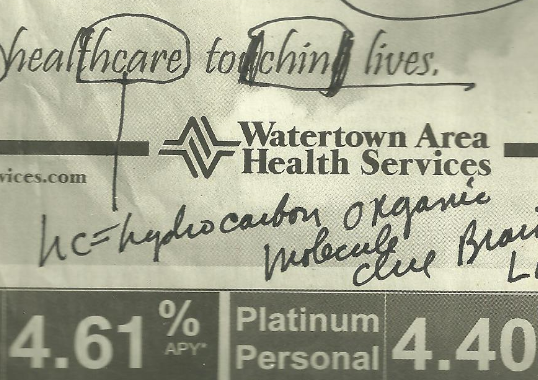 healthcare touching lives.
Watertown Area
Health Services
vices.com
hc=hydrocarbon organic
molecule
clue
4.61% APY*
Platinum
Personal
4.40